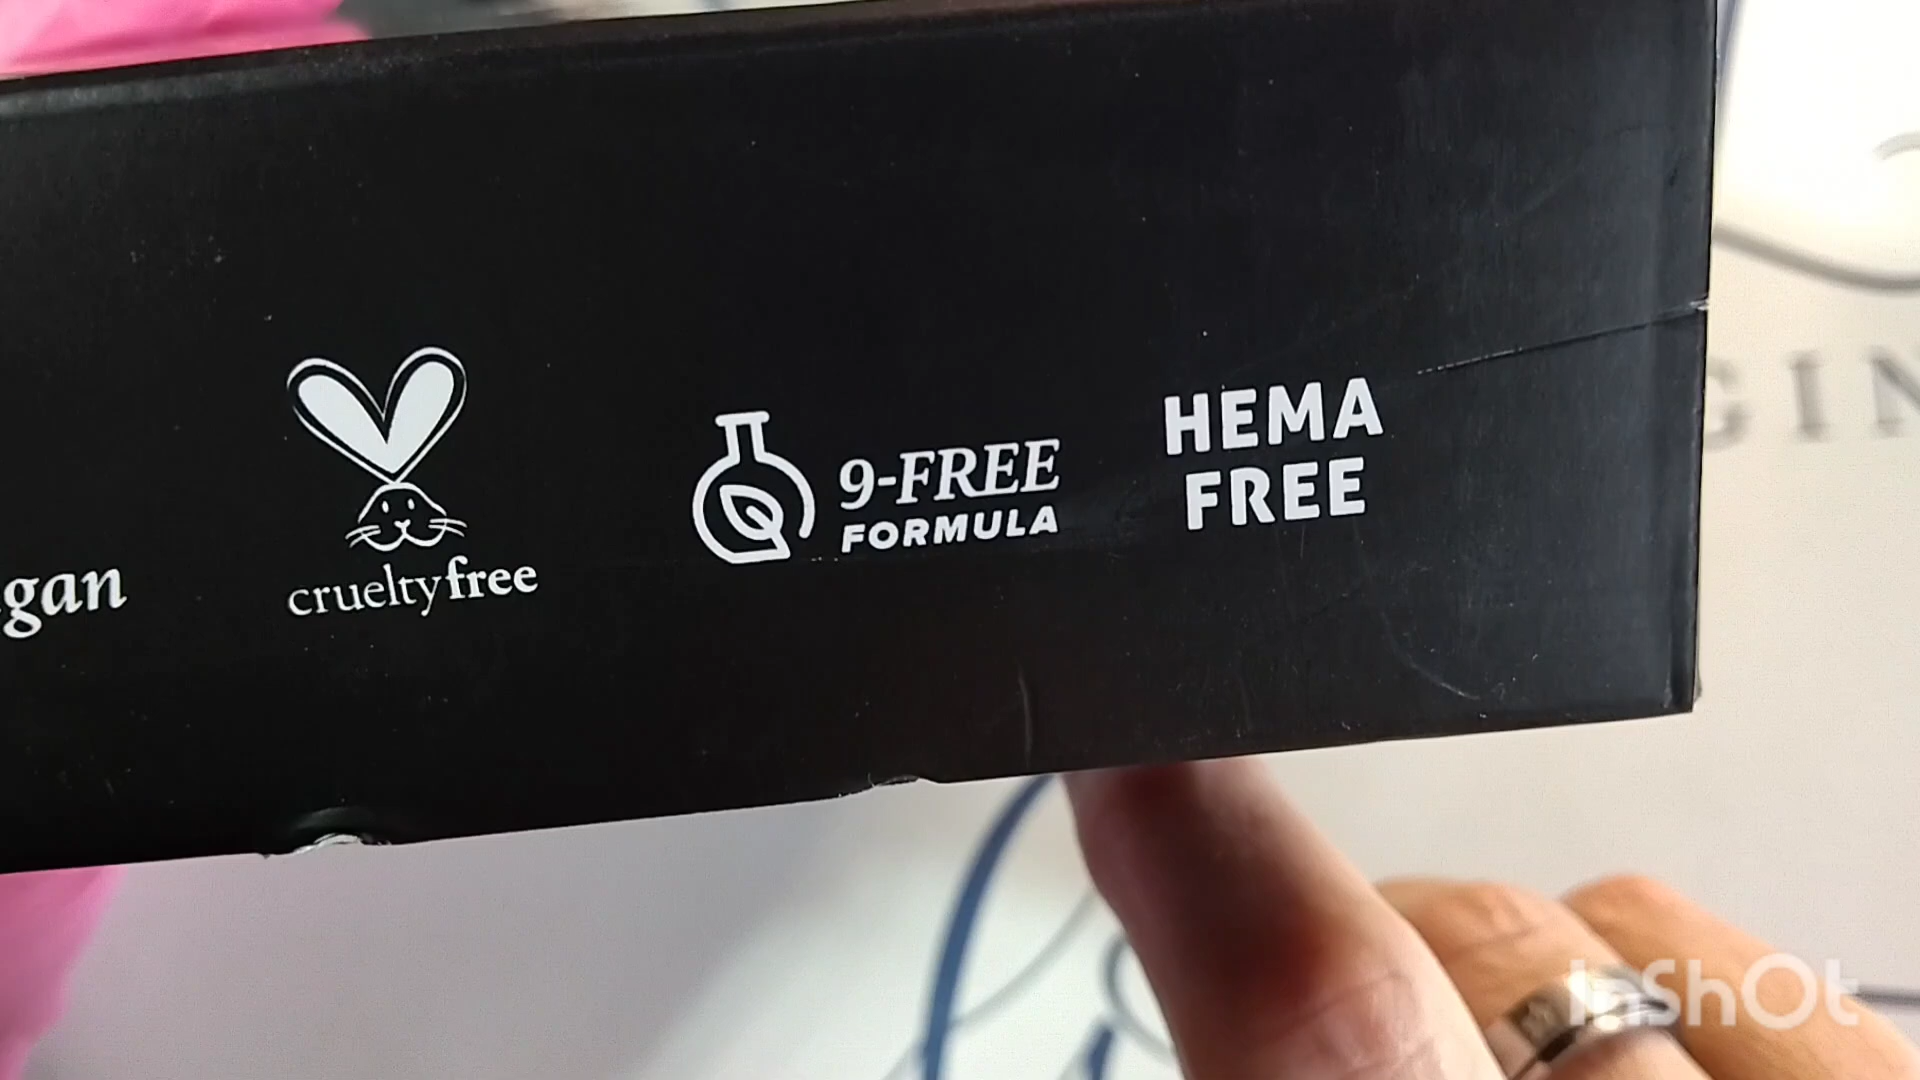 gan
crueltyfree
9-FREE
FORMULA
HEMA
FREE
GIN
InShOt